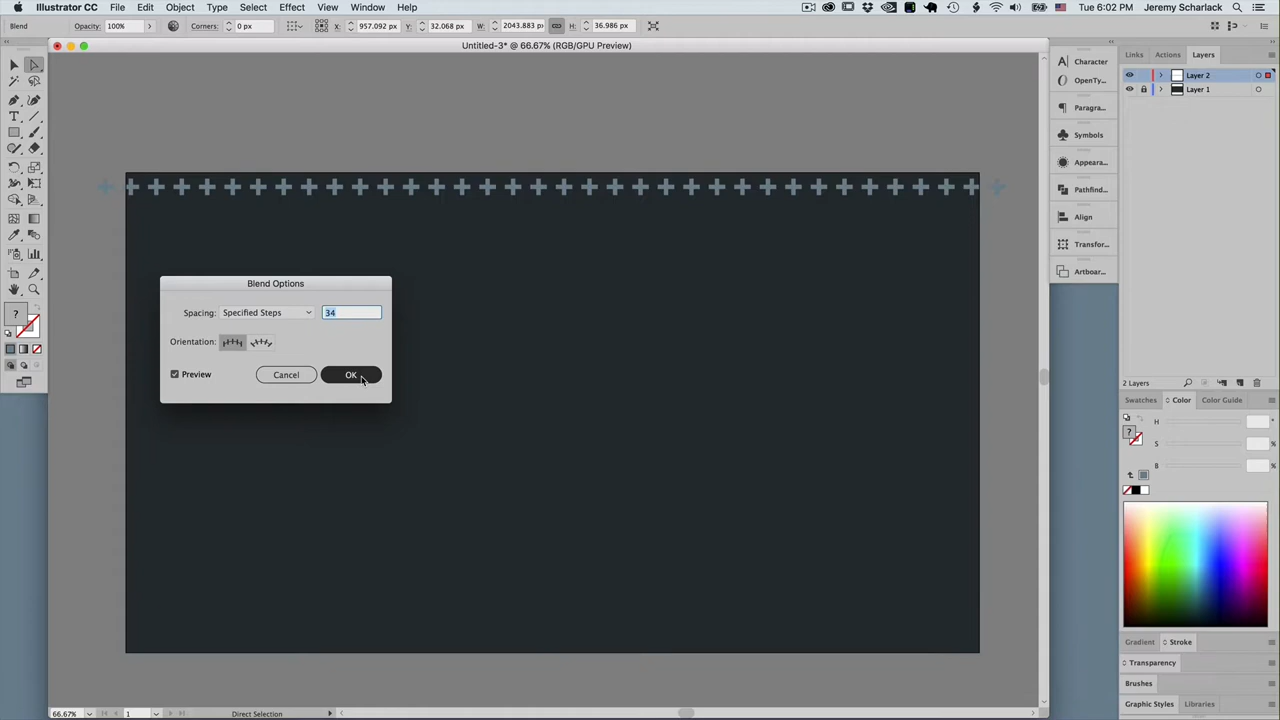 Illustrator CC File Edit Object Type Select Effect View Window Help Tue 6:02 PM Jeremy Scharlack
Blend Opacity: 100% Corners: 0 px X: 957.092 px Y: 32.068 px W: 2043.883 px H: 36.986 px
Untitled-3* @ 66.67% (RGB/GPU Preview)
Links Actions Layers
Character
Layer 2
OpenTy...
Layer 1
Paragra...
Symbols
Appeara...
Pathfind...
Align
Transfor...
Artboar...
Blend Options
Spacing: Specified Steps 34
Orientation:
Preview Cancel OK
2 Layers
Swatches Color Color Guide
H °
S %
B %
?
?
Gradient Stroke
Transparency
Brushes
Graphic Styles Libraries
66.67% 1 Direct Selection